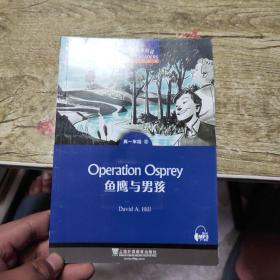 READERS
高一年级
Operation Osprey
鱼鹰与男孩
David A. Hill
上海外语教育出版社